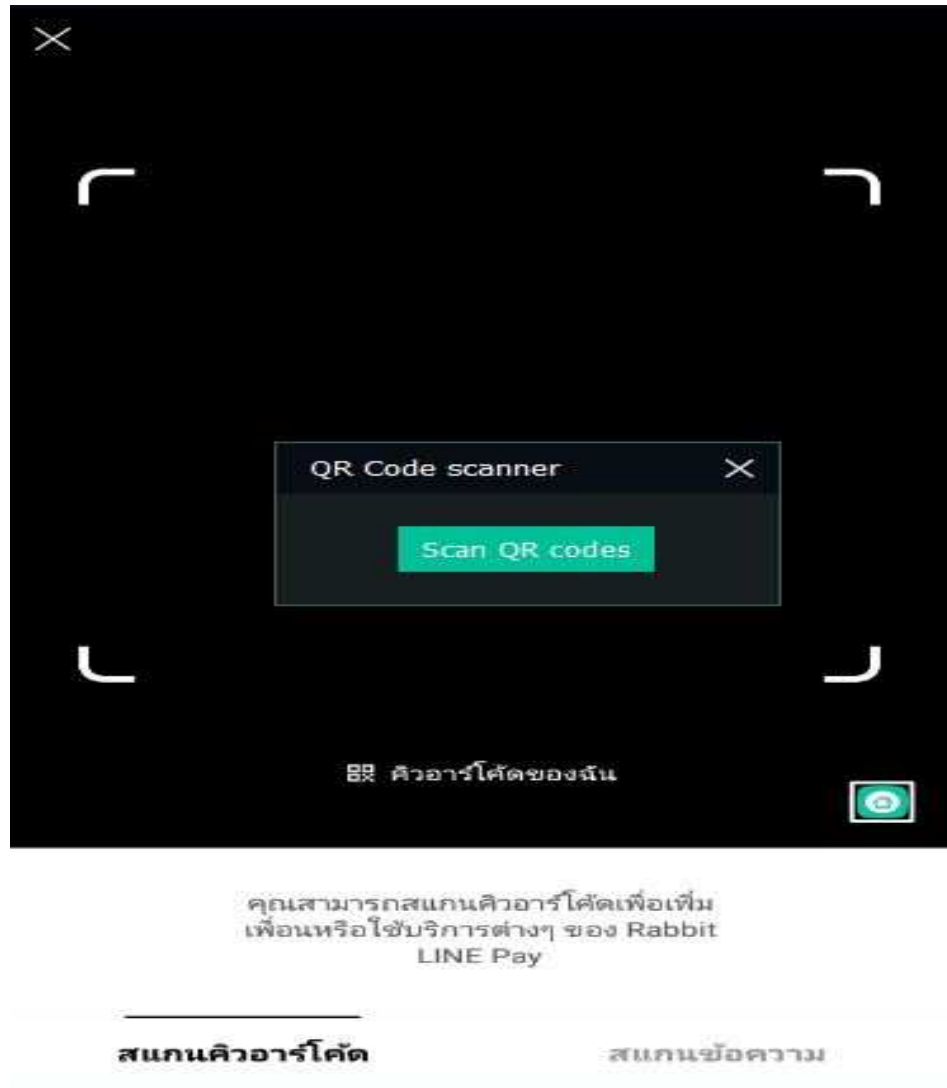 QR Code scanner
Scan QR codes
คิวอาร์โค้ดของฉัน
คุณสามารถสแกนคิวอาร์โค้ดเพื่อเพิ่ม
เพื่อนหรือใช้บริการต่างๆ ของ Rabbit
LINE Pay
สแกนคิวอาร์โค้ด
สแกนข้อความ